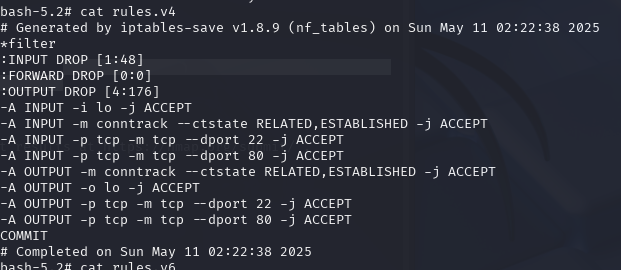 bash-5.2# cat rules.v4
# Generated by iptables-save v1.8.9 (nf_tables) on Sun May 11 02:22:38 2025
*filter
:INPUT DROP [1:48]
:FORWARD DROP [0:0]
:OUTPUT DROP [4:176]
-A INPUT -i lo -j ACCEPT
-A INPUT -m conntrack --ctstate RELATED,ESTABLISHED -j ACCEPT
-A INPUT -p tcp -m tcp --dport 22 -j ACCEPT
-A INPUT -p tcp -m tcp --dport 80 -j ACCEPT
-A OUTPUT -m conntrack --ctstate RELATED,ESTABLISHED -j ACCEPT
-A OUTPUT -o lo -j ACCEPT
-A OUTPUT -p tcp -m tcp --dport 22 -j ACCEPT
-A OUTPUT -p tcp -m tcp --dport 80 -j ACCEPT
COMMIT
# Completed on Sun May 11 02:22:38 2025
bash-5.2# cat rules.v6